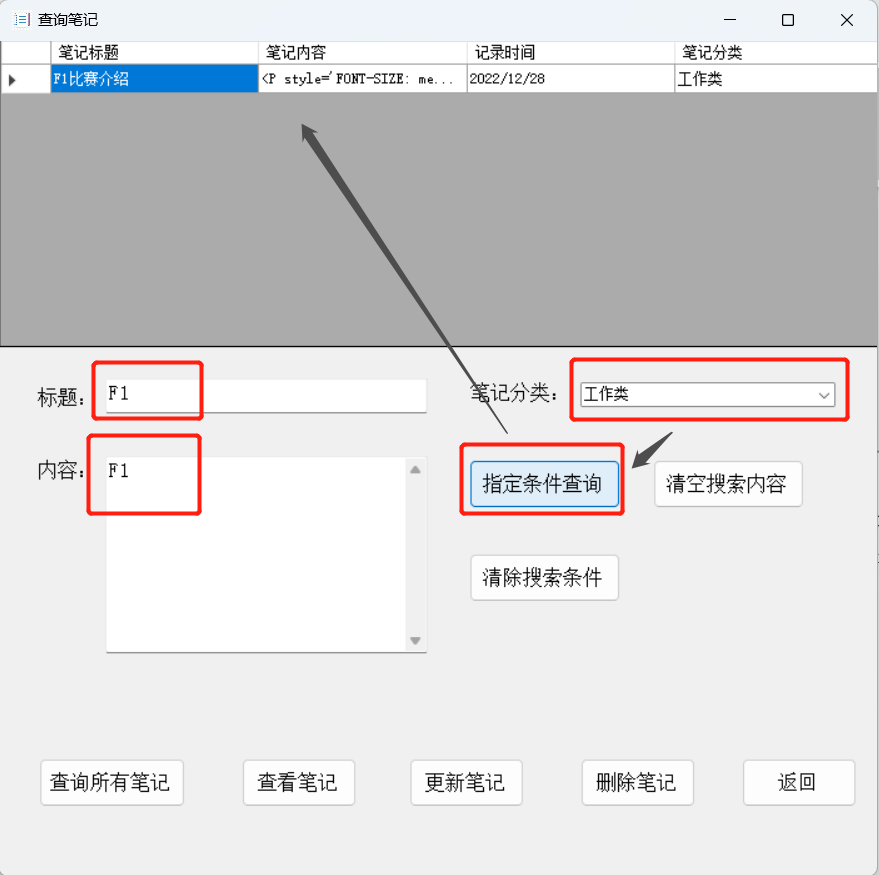 查询笔记
笔记标题 笔记内容 记录时间 笔记分类
F1比赛介绍 <P style='FONT-SIZE: me... 2022/12/28 工作类
标题： F1 笔记分类： 工作类
内容： F1 指定条件查询 清空搜索内容
清除搜索条件
查询所有笔记 查看笔记 更新笔记 删除笔记 返回